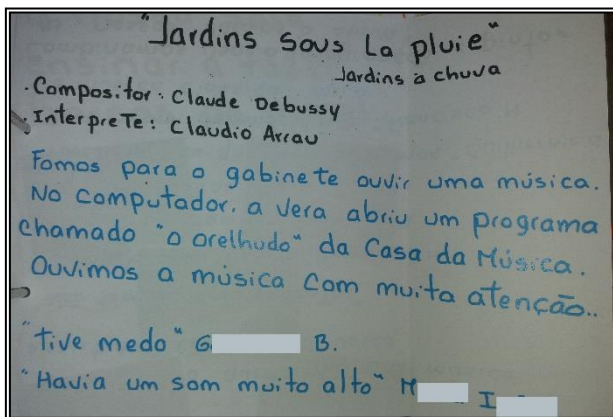 "Jardins sous La pluie"
Jardins à chuva
. Compositor: Claude Debussy
. InterpreTe: Claudio Arrau
Fomos para o gabinete ouvir uma música.
No computador. a Vera abriu um programa
chamado "o orelhudo" da Casa da Música.
Ouvimos a música com muita atenção..
"tive medo" G B.
"Havia um som muito alto" M I